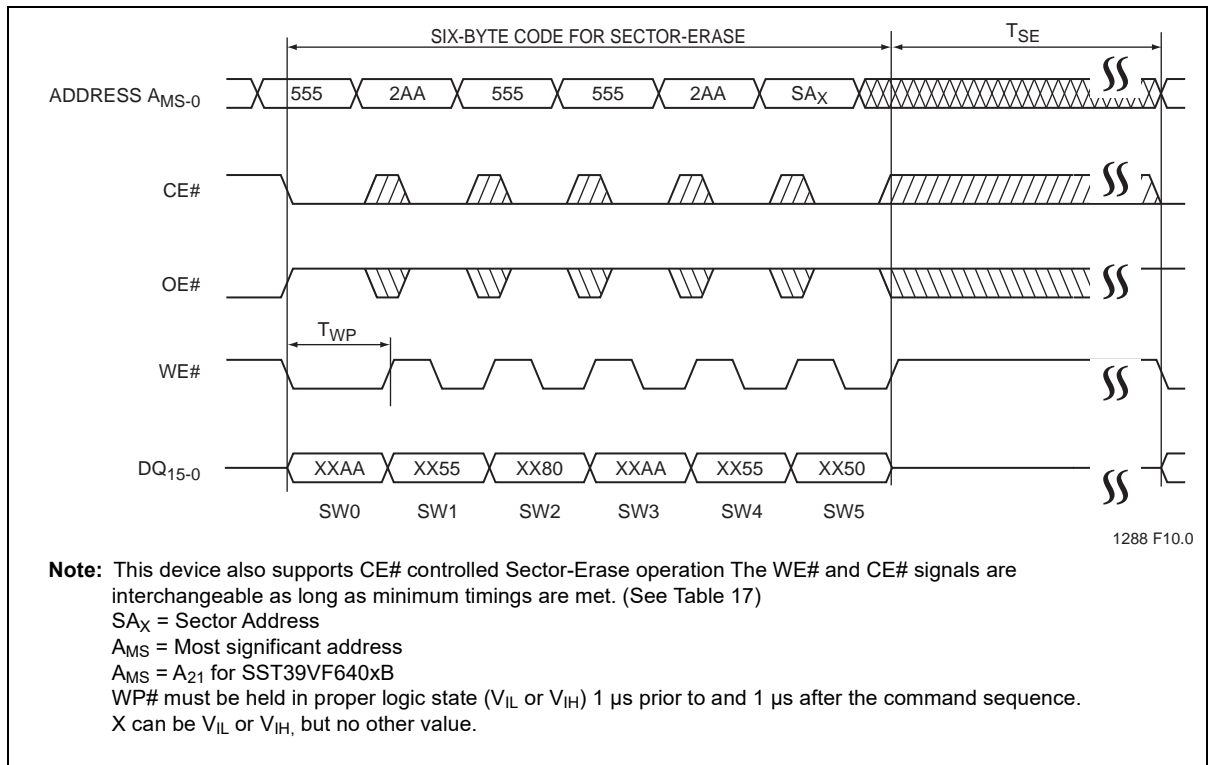 SIX-BYTE CODE FOR SECTOR-ERASE TSE
ADDRESS AMS-0 555 2AA 555 555 2AA SAX
CE#
OE#
TWP
WE#
DQ15-0 XXAA XX55 XX80 XXAA XX55 XX50
SW0 SW1 SW2 SW3 SW4 SW5
1288 F10.0
Note: This device also supports CE# controlled Sector-Erase operation The WE# and CE# signals are
interchangeable as long as minimum timings are met. (See Table 17)
SAX = Sector Address
AMS = Most significant address
AMS = A21 for SST39VF640xB
WP# must be held in proper logic state (VIL or VIH) 1 µs prior to and 1 µs after the command sequence.
X can be VIL or VIH, but no other value.